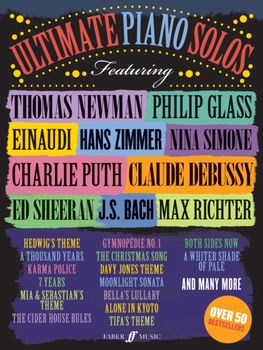 ULTIMATE PIANO SOLOS
Featuring
THOMAS NEWMAN PHILIP GLASS
EINAUDI HANS ZIMMER NINA SIMONE
CHARLIE PUTH CLAUDE DEBUSSY
ED SHEERAN J.S. BACH MAX RICHTER
HEDWIG'S THEME
A THOUSAND YEARS
KARMA POLICE
7 YEARS
MIA & SEBASTIAN'S
THEME
THE CIDER HOUSE RULES
GYMNOPÉDIE NO.1
THE CHRISTMAS SONG
DAVY JONES THEME
MOONLIGHT SONATA
BELLA'S LULLABY
ALONE IN KYOTO
TIFA'S THEME
BOTH SIDES NOW
A WHITER SHADE
OF PALE
AND MANY MORE
OVER 50
BESTSELLERS
FABER MUSIC